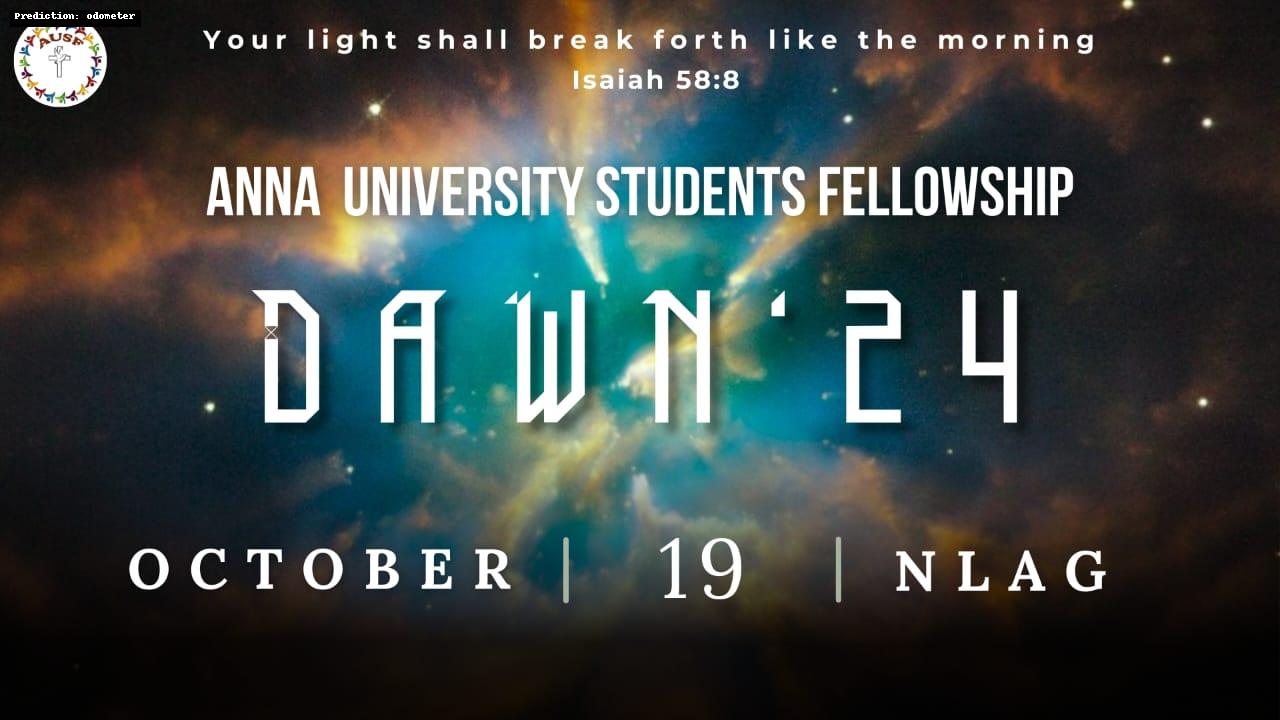 Prediction: odometer
AUSF
Your light shall break forth like the morning
Isaiah 58:8
ANNA UNIVERSITY STUDENTS FELLOWSHIP
DAWN‘24
OCTOBER | 19 | NLAG